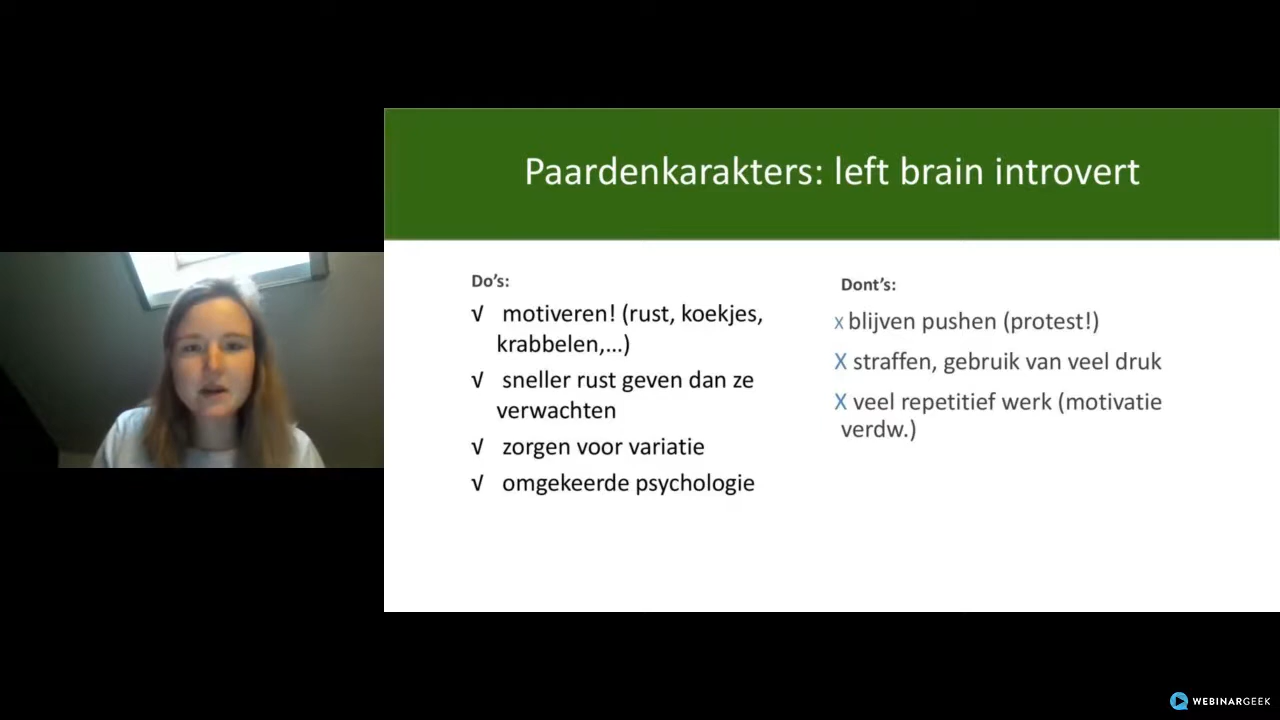 Paardenkarakters: left brain introvert
Do's:
√ motiveren! (rust, koekjes,
krabbelen,...)
√ sneller rust geven dan ze
verwachten
√ zorgen voor variatie
√ omgekeerde psychologie
Dont's:
x blijven pushen (protest!)
X straffen, gebruik van veel druk
X veel repetitief werk (motivatie
verdw.)
WEBINARGEEK